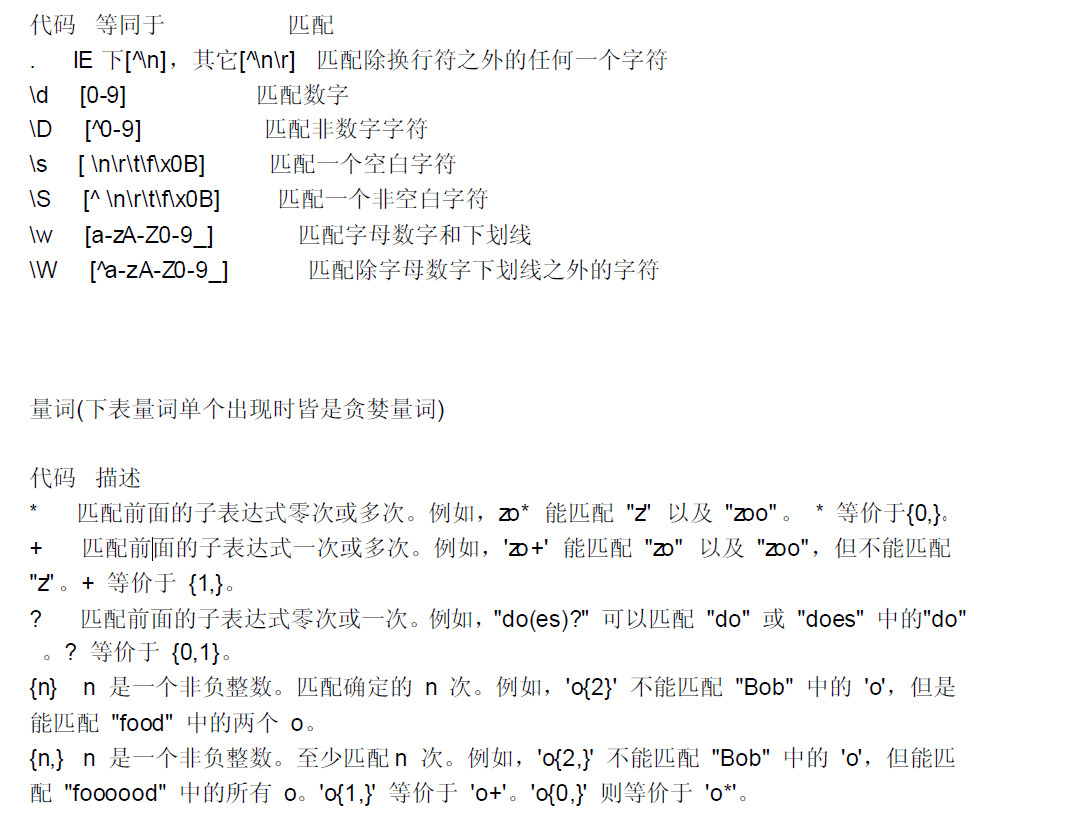 代码 等同于 匹配
. IE 下[^\n]，其它[^\n\r] 匹配除换行符之外的任何一个字符
\d [0-9] 匹配数字
\D [^0-9] 匹配非数字字符
\s [ \n\r\t\f\x0B] 匹配一个空白字符
\S [^ \n\r\t\f\x0B] 匹配一个非空白字符
\w [a-zA-Z0-9_] 匹配字母数字和下划线
\W [^a-zA-Z0-9_] 匹配除字母数字下划线之外的字符
量词(下表量词单个出现时皆是贪婪量词)
代码 描述
* 匹配前面的子表达式零次或多次。例如，zo* 能匹配 "z" 以及 "zoo"。 * 等价于{0,}。
+ 匹配前面的子表达式一次或多次。例如，'zo+' 能匹配 "zo" 以及 "zoo"，但不能匹配
"z"。+ 等价于 {1,}。
? 匹配前面的子表达式零次或一次。例如，"do(es)?" 可以匹配 "do" 或 "does" 中的"do"
。? 等价于 {0,1}。
{n} n 是一个非负整数。匹配确定的 n 次。例如，'o{2}' 不能匹配 "Bob" 中的 'o'，但是
能匹配 "food" 中的两个 o。
{n,} n 是一个非负整数。至少匹配n 次。例如，'o{2,}' 不能匹配 "Bob" 中的 'o'，但能匹
配 "foooood" 中的所有 o。'o{1,}' 等价于 'o+'。'o{0,}' 则等价于 'o*'。